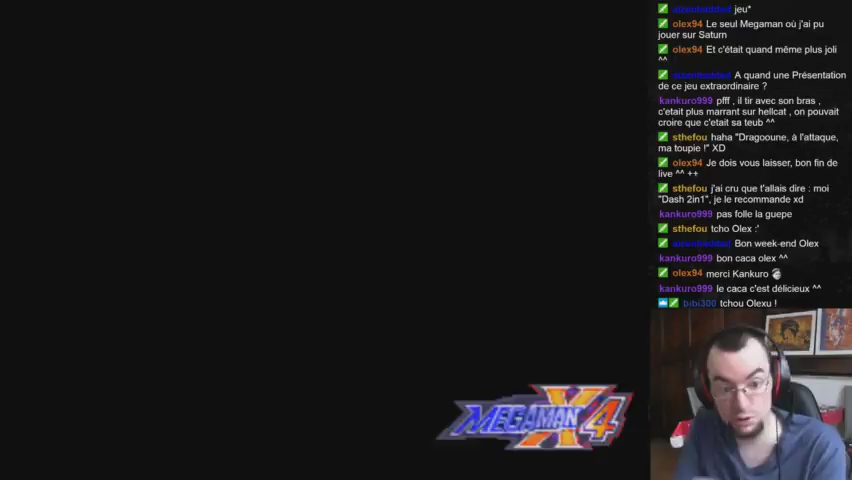 jeu*
olex94 Le seul Megaman où j'ai pu
jouer sur Saturn
olex94 Et c'était quand même plus joli
^^
A quand une Présentation
de ce jeu extraordinaire ?
kankuro999 pfff , il tir avec son bras ,
c'etait plus marrant sur hellcat , on pouvait
croire que c'etait sa teub ^^
sthefou haha "Dragooune, à l'attaque,
ma toupie !" XD
olex94 Je dois vous laisser, bon fin de
live ^^ ++
sthefou j'ai cru que t'allais dire : moi
"Dash 2in1", je le recommande xd
kankuro999 pas folle la guepe
sthefou tcho Olex :'
Bon week-end Olex
kankuro999 bon caca olex ^^
olex94 merci Kankuro
kankuro999 le caca c'est délicieux ^^
bibi300 tchou Olexu !
MEGAMAN X4